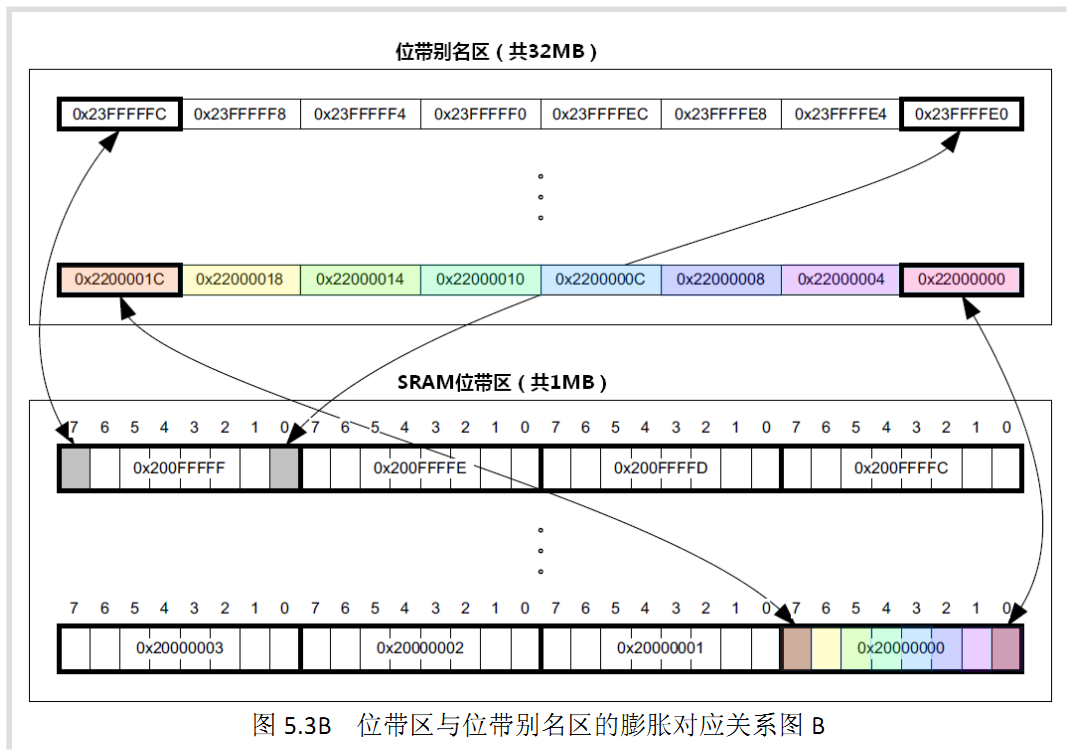 位带别名区（共32MB）
0x23FFFFFC 0x23FFFFF8 0x23FFFFF4 0x23FFFFF0 0x23FFFFEC 0x23FFFFE8 0x23FFFFE4 0x23FFFFE0
0x2200001C 0x22000018 0x22000014 0x22000010 0x2200000C 0x22000008 0x22000004 0x22000000
SRAM位带区（共1MB）
7 6 5 4 3 2 1 0 7 6 5 4 3 2 1 0 7 6 5 4 3 2 1 0 7 6 5 4 3 2 1 0
0x200FFFFF 0x200FFFFE 0x200FFFFD 0x200FFFFC
7 6 5 4 3 2 1 0 7 6 5 4 3 2 1 0 7 6 5 4 3 2 1 0 7 6 5 4 3 2 1 0
0x20000003 0x20000002 0x20000001 0x20000000
图 5.3B 位带区与位带别名区的膨胀对应关系图 B